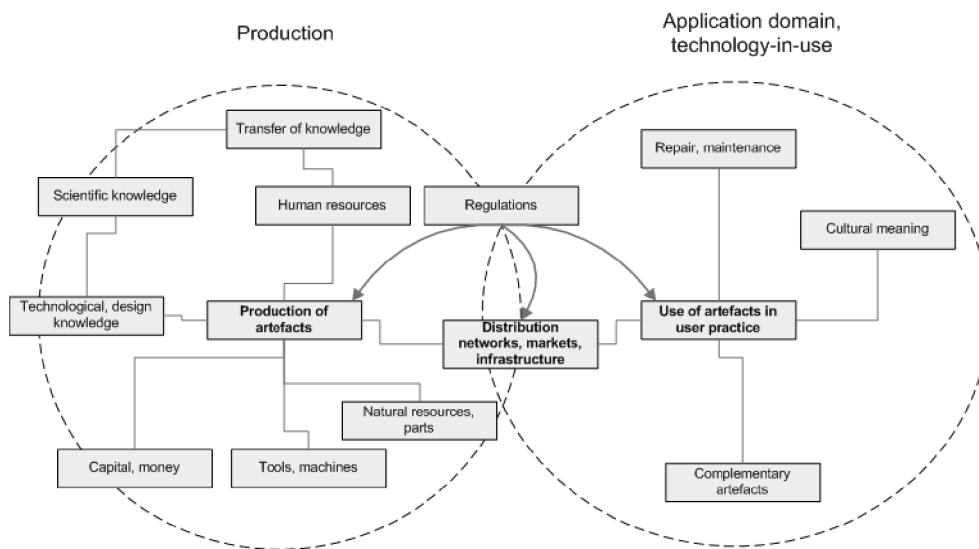 Production
Application domain,
technology-in-use
Transfer of knowledge
Repair, maintenance
Scientific knowledge
Human resources
Regulations
Cultural meaning
Technological, design
knowledge
Production of
artefacts
Distribution
networks, markets,
infrastructure
Use of artefacts in
user practice
Natural resources,
parts
Capital, money
Tools, machines
Complementary
artefacts